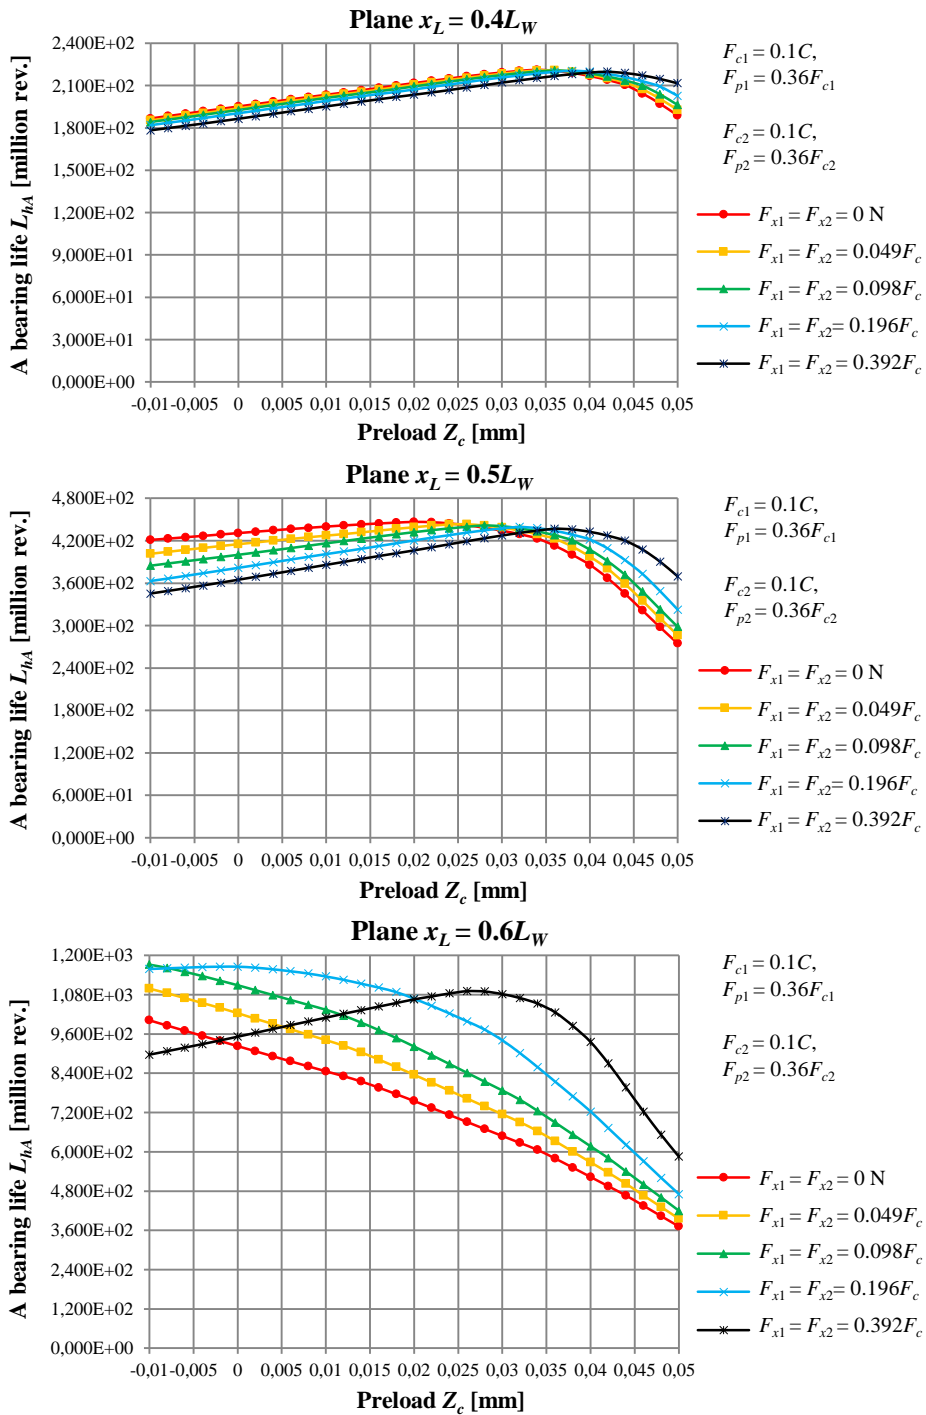 Plane x_L = 0.4L_W
A bearing life L_hA [million rev.]
2,400E+02
2,100E+02
1,800E+02
1,500E+02
1,200E+02
9,000E+01
6,000E+01
3,000E+01
0,000E+00
-0,01 -0,005 0 0,005 0,01 0,015 0,02 0,025 0,03 0,035 0,04 0,045 0,05
Preload Z_c [mm]
F_c1 = 0.1C,
F_p1 = 0.36F_c1
F_c2 = 0.1C,
F_p2 = 0.36F_c2
F_x1 = F_x2 = 0 N
F_x1 = F_x2 = 0.049F_c
F_x1 = F_x2 = 0.098F_c
F_x1 = F_x2 = 0.196F_c
F_x1 = F_x2 = 0.392F_c
Plane x_L = 0.5L_W
A bearing life L_hA [million rev.]
4,800E+02
4,200E+02
3,600E+02
3,000E+02
2,400E+02
1,800E+02
1,200E+02
6,000E+01
0,000E+00
-0,01 -0,005 0 0,005 0,01 0,015 0,02 0,025 0,03 0,035 0,04 0,045 0,05
Preload Z_c [mm]
F_c1 = 0.1C,
F_p1 = 0.36F_c1
F_c2 = 0.1C,
F_p2 = 0.36F_c2
F_x1 = F_x2 = 0 N
F_x1 = F_x2 = 0.049F_c
F_x1 = F_x2 = 0.098F_c
F_x1 = F_x2= 0.196F_c
F_x1 = F_x2 = 0.392F_c
Plane x_L = 0.6L_W
A bearing life L_hA [million rev.]
1,200E+03
1,080E+03
9,600E+02
8,400E+02
7,200E+02
6,000E+02
4,800E+02
3,600E+02
2,400E+02
1,200E+02
0,000E+00
-0,01 -0,005 0 0,005 0,01 0,015 0,02 0,025 0,03 0,035 0,04 0,045 0,05
Preload Z_c [mm]
F_c1 = 0.1C,
F_p1 = 0.36F_c1
F_c2 = 0.1C,
F_p2 = 0.36F_c2
F_x1 = F_x2 = 0 N
F_x1 = F_x2 = 0.049F_c
F_x1 = F_x2 = 0.098F_c
F_x1 = F_x2 = 0.196F_c
F_x1 = F_x2 = 0.392F_c